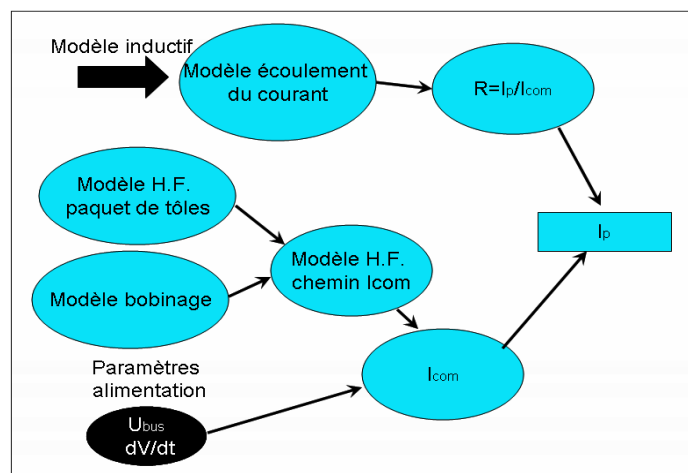 Modèle inductif
Modèle écoulement
du courant
R=Ip/Icom
Modèle H.F.
paquet de tôles
Ip
Modèle H.F.
chemin Icom
Modèle bobinage
Paramètres
alimentation
Icom
Ubus
dV/dt